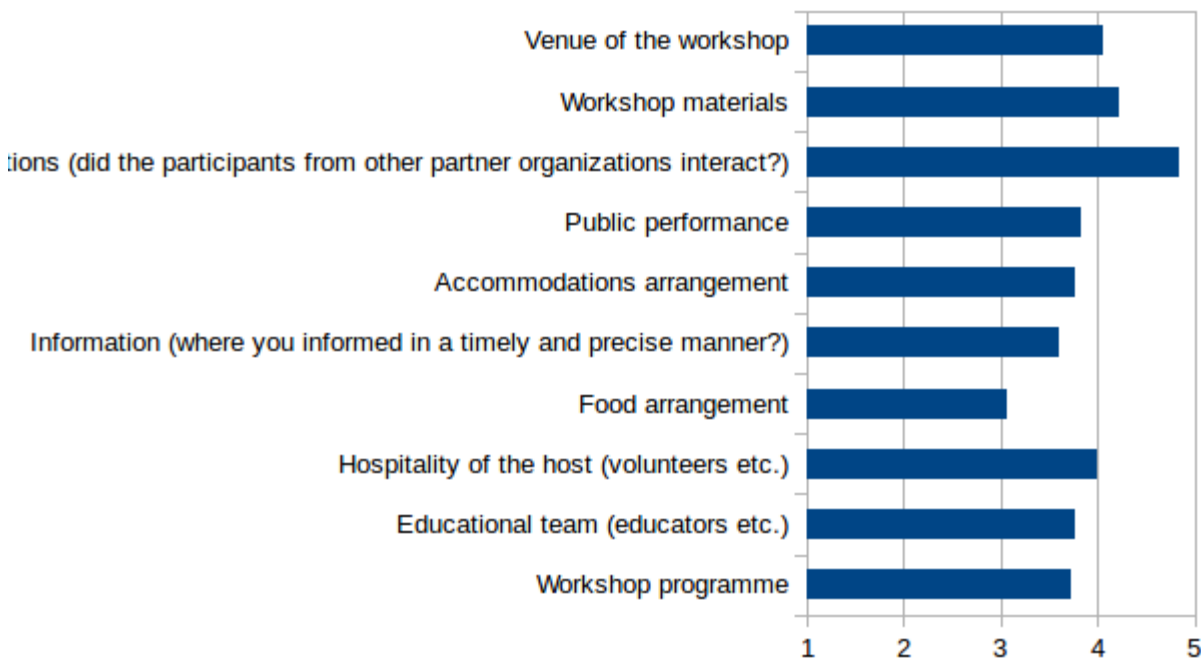 Venue of the workshop
Workshop materials
tions (did the participants from other partner organizations interact?)
Public performance
Accommodations arrangement
Information (where you informed in a timely and precise manner?)
Food arrangement
Hospitality of the host (volunteers etc.)
Educational team (educators etc.)
Workshop programme
1 2 3 4 5